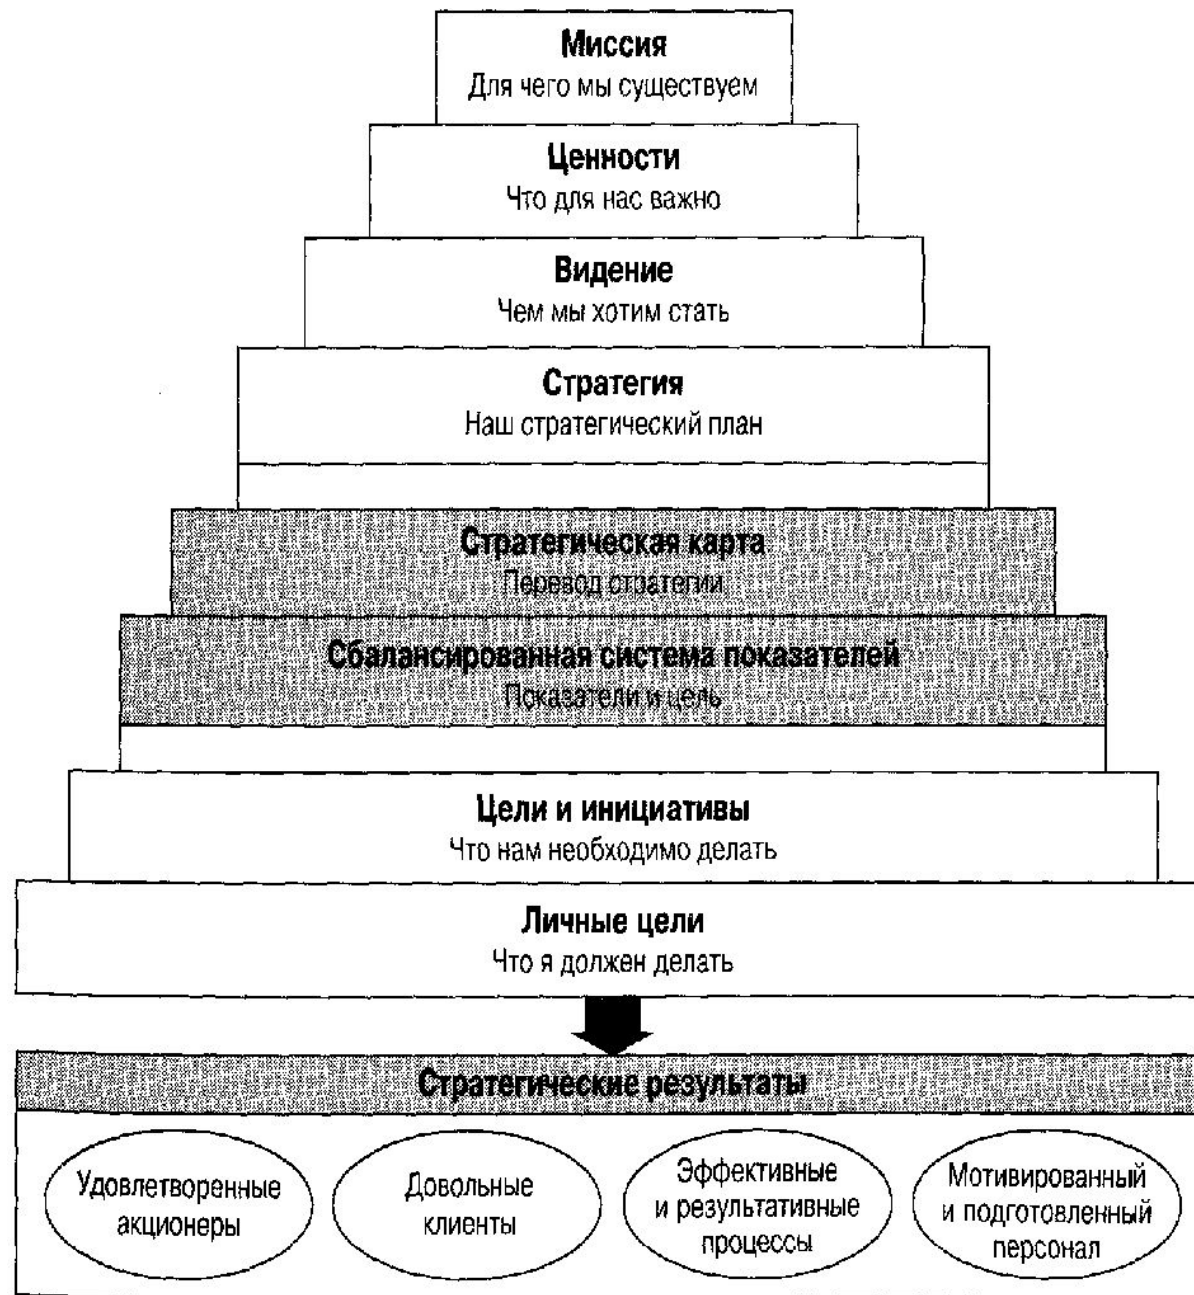 Миссия
Для чего мы существуем
Ценности
Что для нас важно
Видение
Чем мы хотим стать
Стратегия
Наш стратегический план
Стратегическая карта
Перевод стратегии
Сбалансированная система показателей
Показатели и цель
Цели и инициативы
Что нам необходимо делать
Личные цели
Что я должен делать
Стратегические результаты
Удовлетворенные
акционеры
Довольные
клиенты
Эффективные
и результативные
процессы
Мотивированный
и подготовленный
персонал